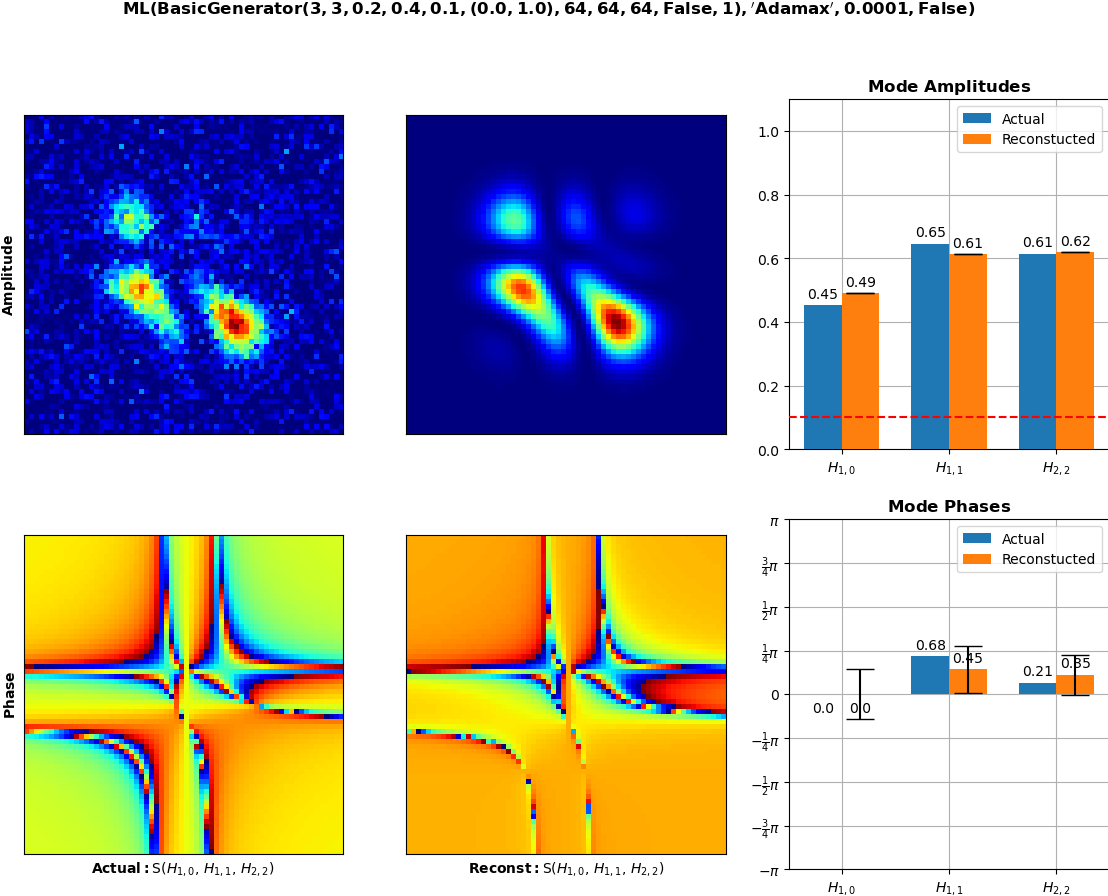 ML(BasicGenerator(3, 3, 0.2, 0.4, 0.1, (0.0, 1.0), 64, 64, 64, False, 1), ′Adamax′, 0.0001, False)
Amplitude
Mode Amplitudes
Actual
Reconstucted
1.0
0.8
0.6
0.4
0.2
0.0
0.45
0.49
0.65
0.61
0.61
0.62
H1,0
H1,1
H2,2
Phase
Actual: S(H1,0, H1,1, H2,2)
Reconst: S(H1,0, H1,1, H2,2)
Mode Phases
Actual
Reconstucted
π
3/4π
1/2π
1/4π
0
−1/4π
−1/2π
−3/4π
−π
0.0
0.0
0.68
0.45
0.21
0.35
H1,0
H1,1
H2,2